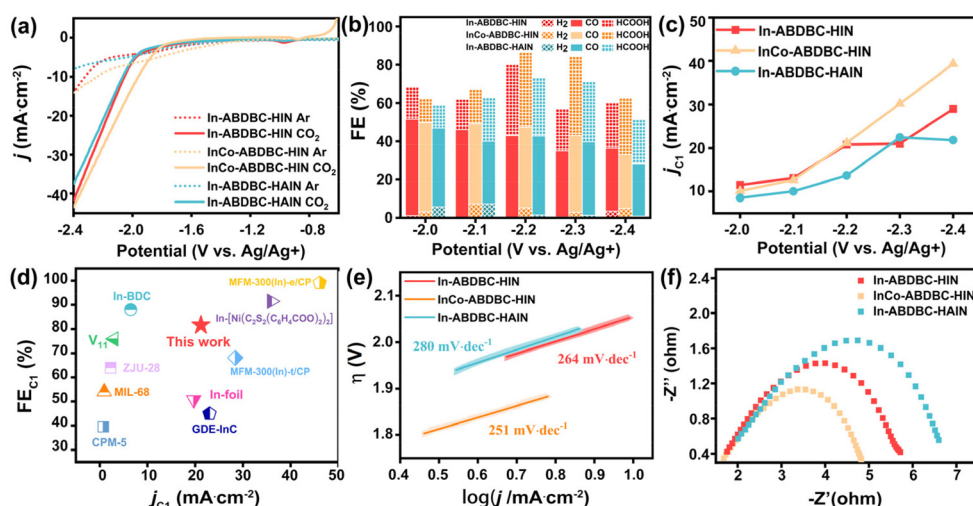 (a)
j (mA·cm-2)
0
-10
-20
-30
-40
In-ABDBC-HIN Ar
In-ABDBC-HIN CO2
InCo-ABDBC-HIN Ar
InCo-ABDBC-HIN CO2
In-ABDBC-HAIN Ar
In-ABDBC-HAIN CO2
-2.4 -2.0 -1.6 -1.2 -0.8
Potential (V vs. Ag/Ag+)
(b)
FE (%)
100
80
60
40
20
0
In-ABDBC-HIN H2 CO HCOOH
InCo-ABDBC-HIN H2 CO HCOOH
In-ABDBC-HAIN H2 CO HCOOH
-2.0 -2.1 -2.2 -2.3 -2.4
Potential (V vs. Ag/Ag+)
(c)
jC1 (mA·cm-2)
50
40
30
20
10
In-ABDBC-HIN
InCo-ABDBC-HIN
In-ABDBC-HAIN
-2.0 -2.1 -2.2 -2.3 -2.4
Potential (V vs. Ag/Ag+)
(d)
FEC1 (%)
100
90
80
70
60
50
40
30
In-BDC
MFM-300(In)-e/CP
In-[Ni(C2S2(C6H4COO)2)2]
V11
This work
ZJU-28
MFM-300(In)-t/CP
MIL-68
In-foil
CPM-5
GDE-InC
0 10 20 30 40 50
jC1 (mA·cm-2)
(e)
η (V)
2.1
2.0
1.9
1.8
In-ABDBC-HIN
InCo-ABDBC-HIN
In-ABDBC-HAIN
280 mV·dec-1
264 mV·dec-1
251 mV·dec-1
0.4 0.5 0.6 0.7 0.8 0.9 1.0
log(j /mA·cm-2)
(f)
-Z'' (ohm)
2.4
2.0
1.6
1.2
0.8
0.4
In-ABDBC-HIN
InCo-ABDBC-HIN
In-ABDBC-HAIN
2 3 4 5 6 7
-Z'(ohm)